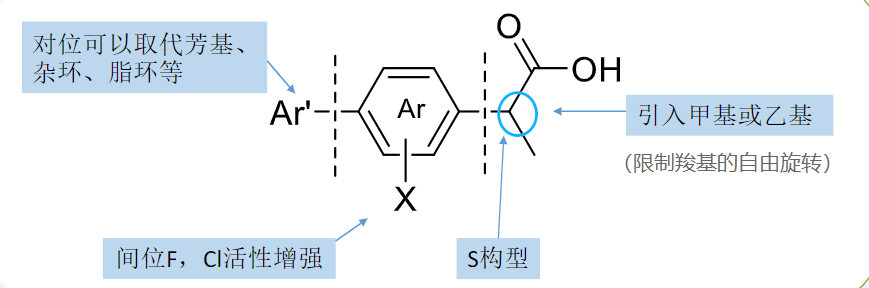 对位可以取代芳基、
杂环、脂环等
O
OH
Ar'
Ar
引入甲基或乙基
（限制羧基的自由旋转）
X
间位F，Cl活性增强
S构型